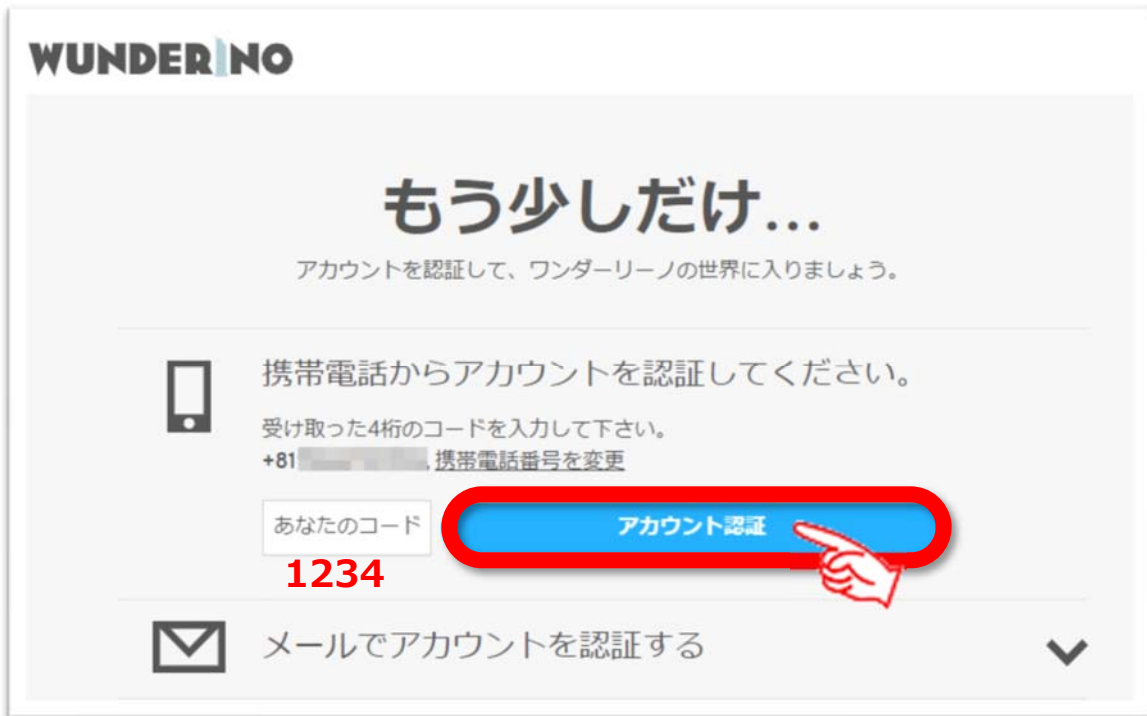 WUNDERINO
もう少しだけ...
アカウントを認証して、ワンダーリーノの世界に入りましょう。
携帯電話からアカウントを認証してください。
受け取った4桁のコードを入力して下さい。
+81 , 携帯電話番号を変更
あなたのコード アカウント認証
1234
メールでアカウントを認証する